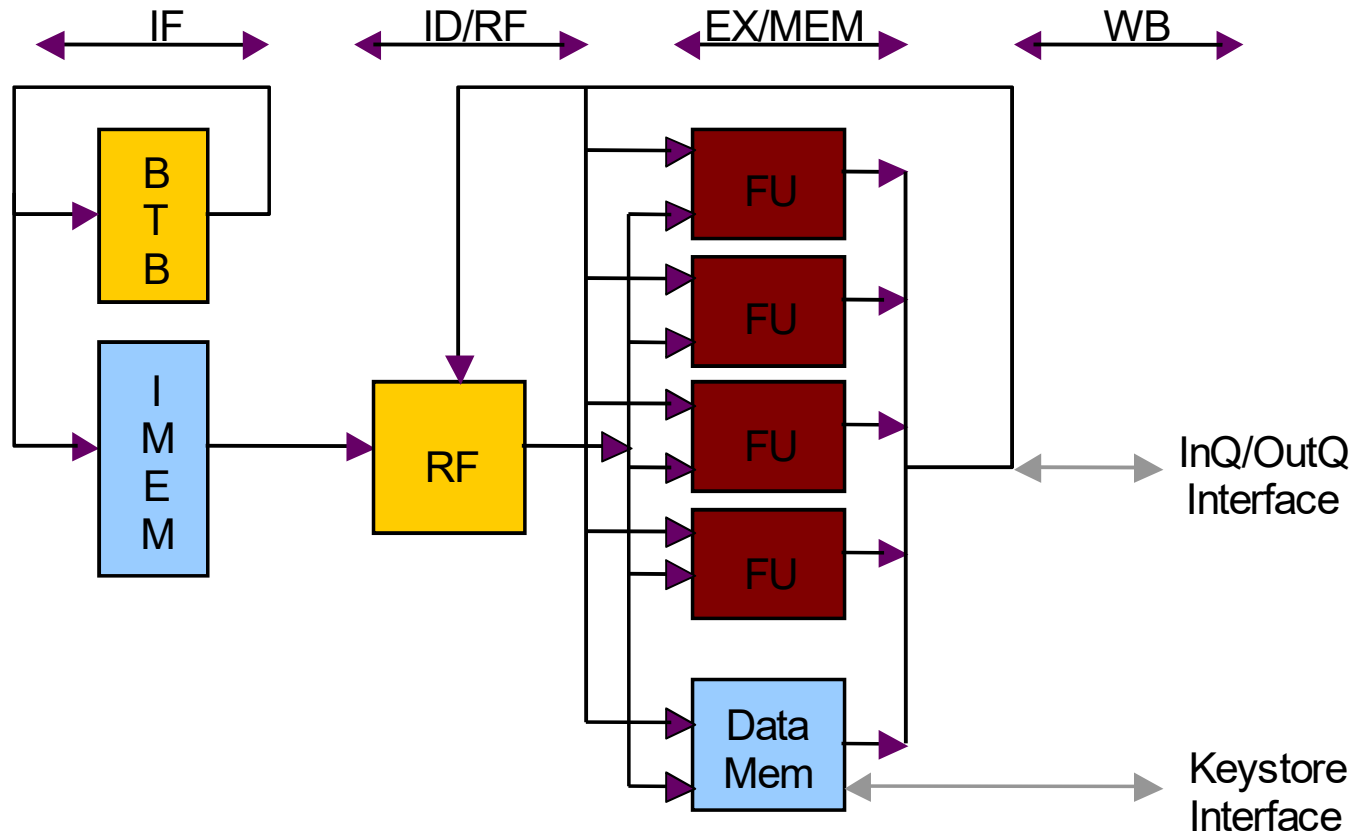 IF
ID/RF
EX/MEM
WB
B
T
B
I
M
E
M
RF
FU
FU
FU
FU
Data
Mem
InQ/OutQ
Interface
Keystore
Interface